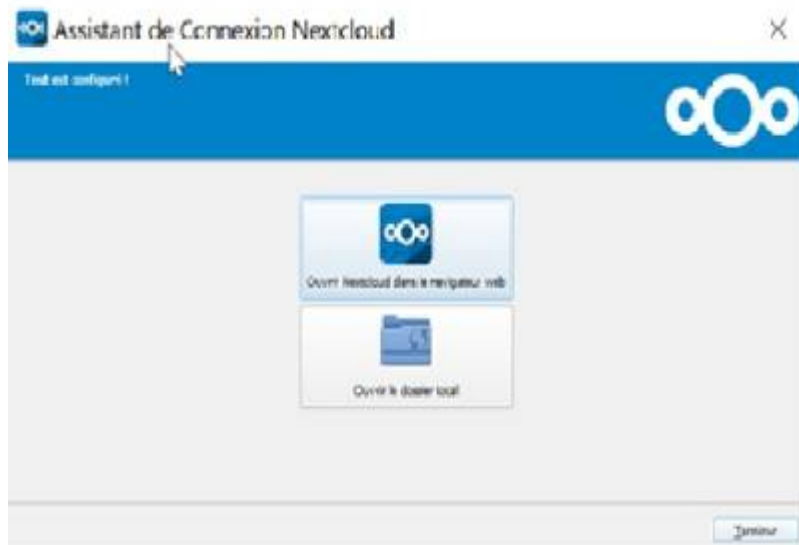 Assistant de Connexion Nextcloud
Tout est configuré !
Ouvrir Nextcloud dans le navigateur web
Ouvrir le dossier local
Terminer